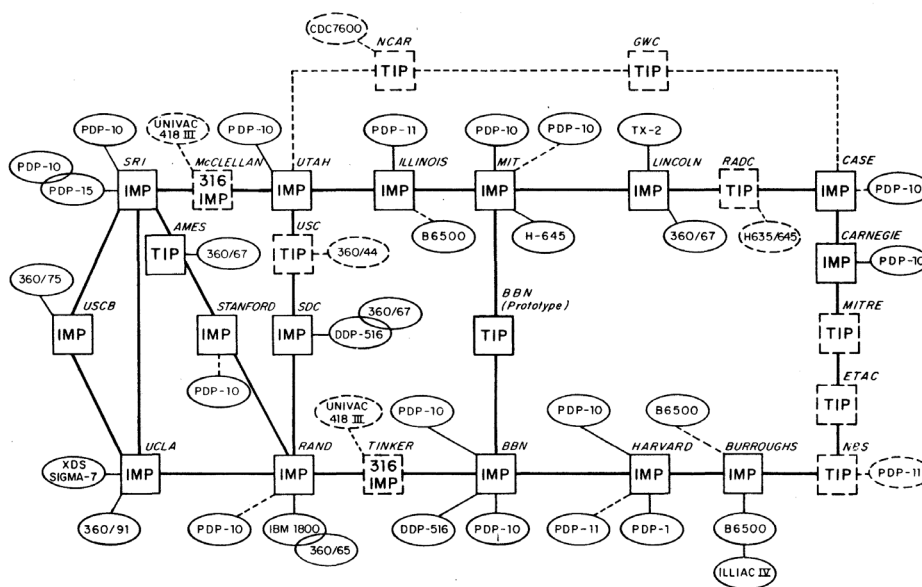 CDC7600
NCAR
TIP
GWC
TIP
PDP-10
UNIVAC
418 III
PDP-10
PDP-11
PDP-10
PDP-10
TX-2
PDP-10
PDP-15
SRI
IMP
McCLELLAN
316
IMP
UTAH
IMP
ILLINOIS
IMP
MIT
IMP
LINCOLN
IMP
RADC
TIP
CASE
IMP
PDP-10
AMES
TIP
360/67
USC
TIP
360/44
B6500
H-645
360/67
H635/645
CARNEGIE
IMP
PDP-10
360/75
USCB
IMP
STANFORD
IMP
PDP-10
SDC
IMP
DDP-516
360/67
BBN
(Prototype)
TIP
MITRE
TIP
ETAC
TIP
UNIVAC
418 III
PDP-10
PDP-10
B6500
XDS
SIGMA-7
UCLA
IMP
RAND
IMP
TINKER
316
IMP
BBN
IMP
HARVARD
IMP
BURROUGHS
IMP
NBS
TIP
PDP-11
360/91
PDP-10
IBM 1800
360/65
DDP-516
PDP-10
PDP-11
PDP-1
B6500
ILLIAC IV